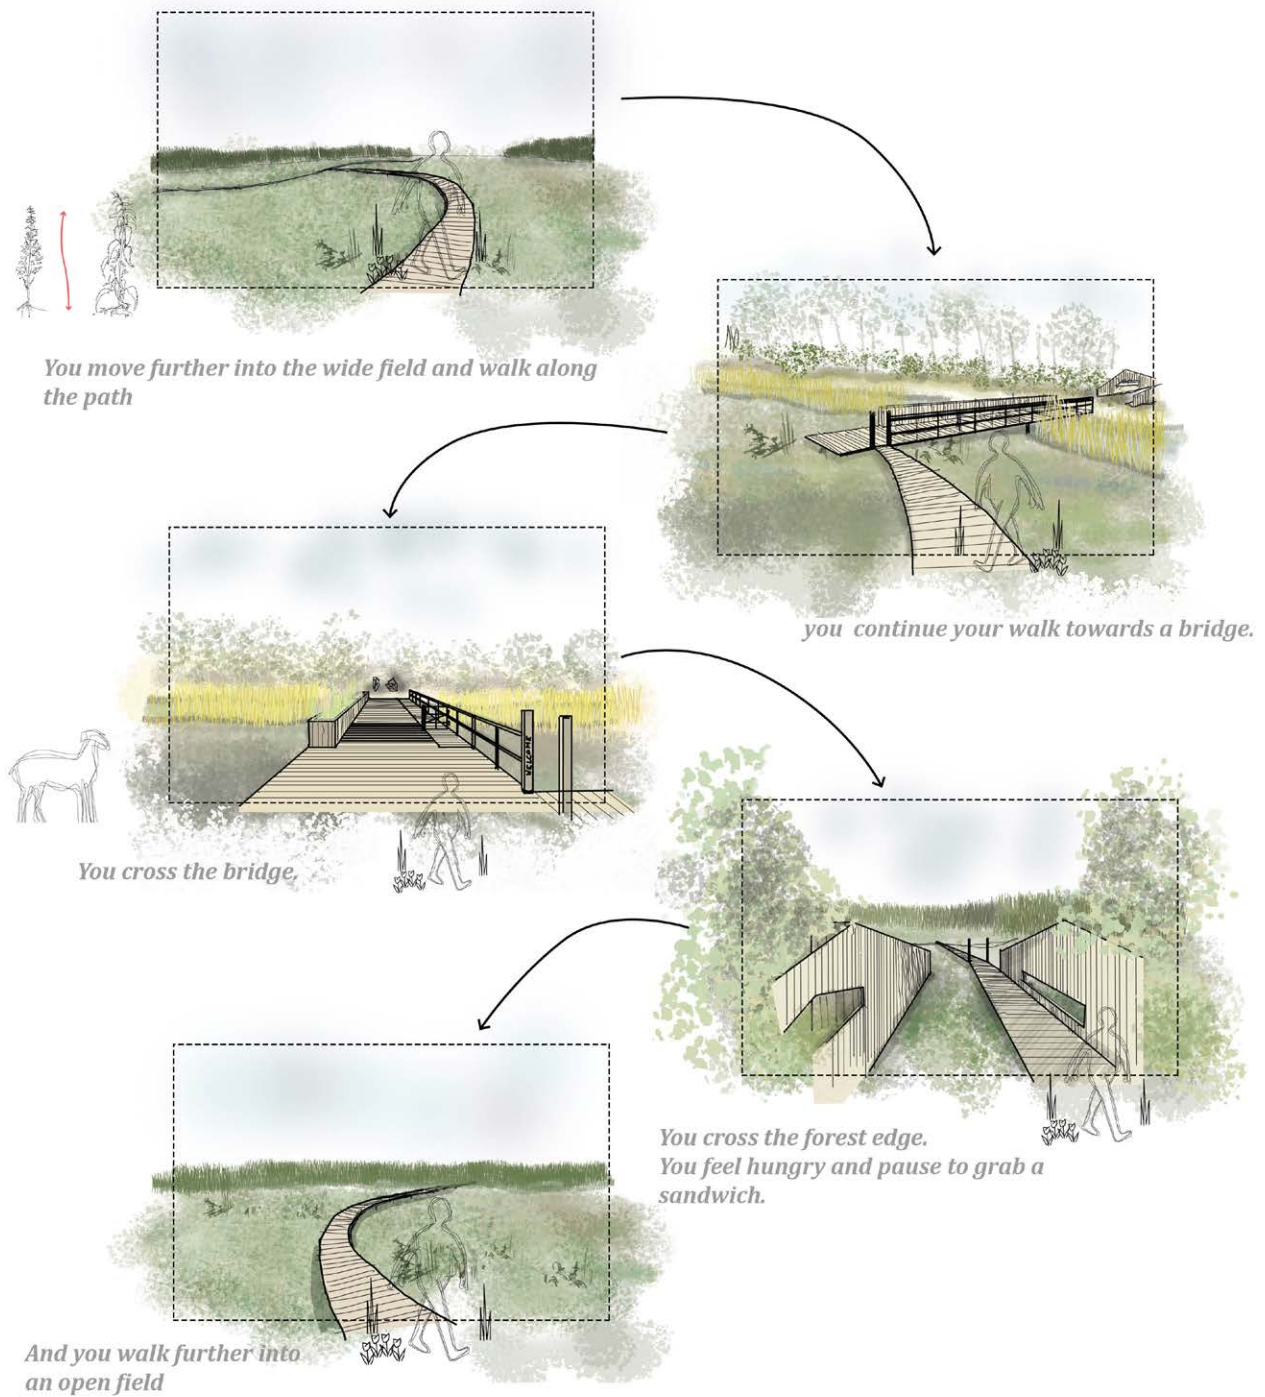 You move further into the wide field and walk along
the path
you  continue your walk towards a bridge.
WELCOME
You cross the bridge,
You cross the forest edge.
You feel hungry and pause to grab a
sandwich.
And you walk further into
an open field